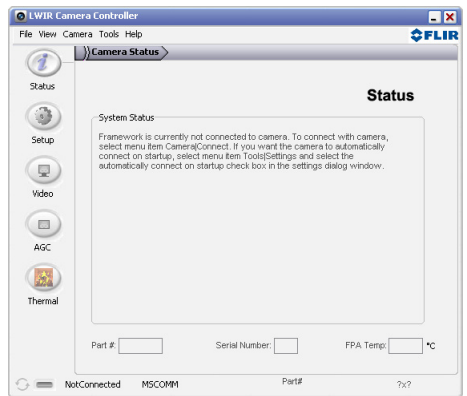 LWIR Camera Controller
File View Camera Tools Help
FLIR
Camera Status
Status
Status
System Status
Framework is currently not connected to camera. To connect with camera,
select menu item Camera|Connect. If you want the camera to automatically
connect on startup, select menu item Tools|Settings and select the
automatically connect on startup check box in the settings dialog window.
Setup
Video
AGC
Thermal
Part #:
Serial Number:
FPA Temp:
°C
NotConnected
MSCOMM
Part#
?x?